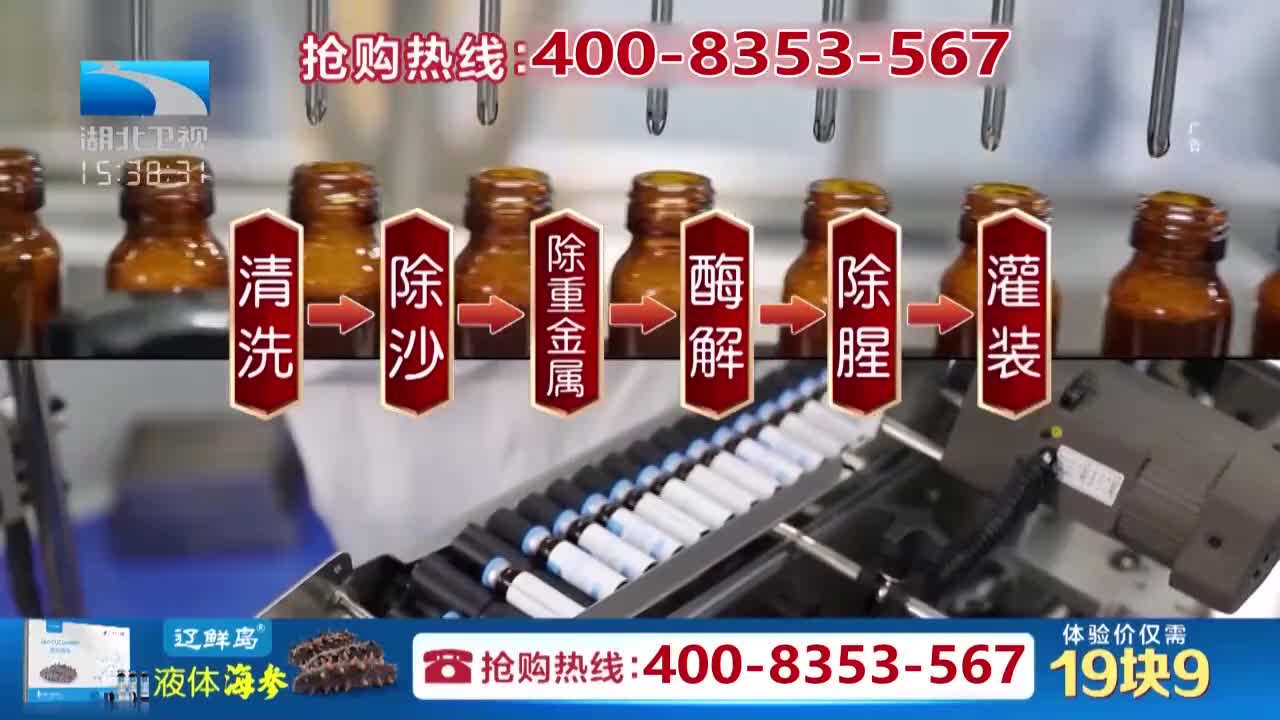 抢购热线:400-8353-567
湖北卫视
15:38:31
广告
清洗
除沙
除重金属
酶解
除腥
灌装
辽鲜岛®
液体海参
抢购热线:400-8353-567
体验价仅需
19块9